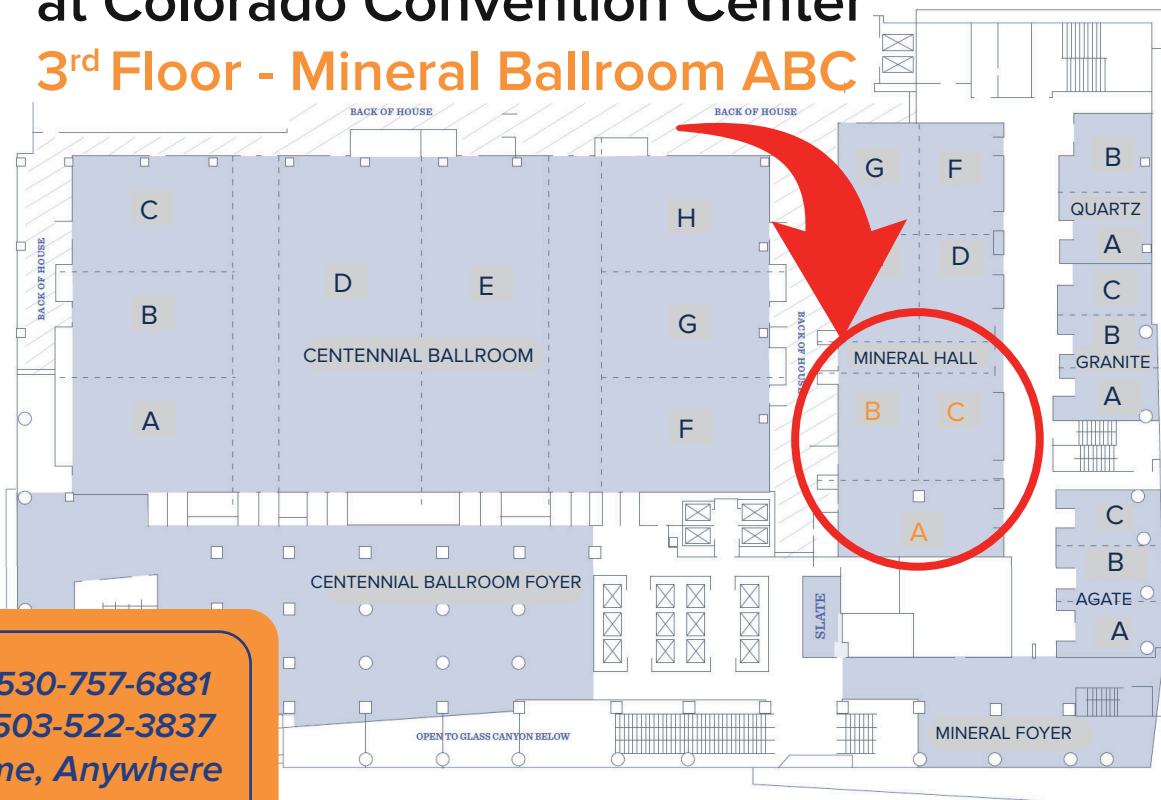 at Colorado Convention Center
3rd Floor - Mineral Ballroom ABC
BACK OF HOUSE
BACK OF HOUSE
BACK OF HOUSE
BACK OF HOUSE
C
B
A
D
E
H
G
F
CENTENNIAL BALLROOM
G
F
D
MINERAL HALL
B
C
A
B
QUARTZ
A
C
B
GRANITE
A
C
B
AGATE
A
CENTENNIAL BALLROOM FOYER
SLATE
MINERAL FOYER
OPEN TO GLASS CANYON BELOW
530-757-6881
503-522-3837
Anywhere